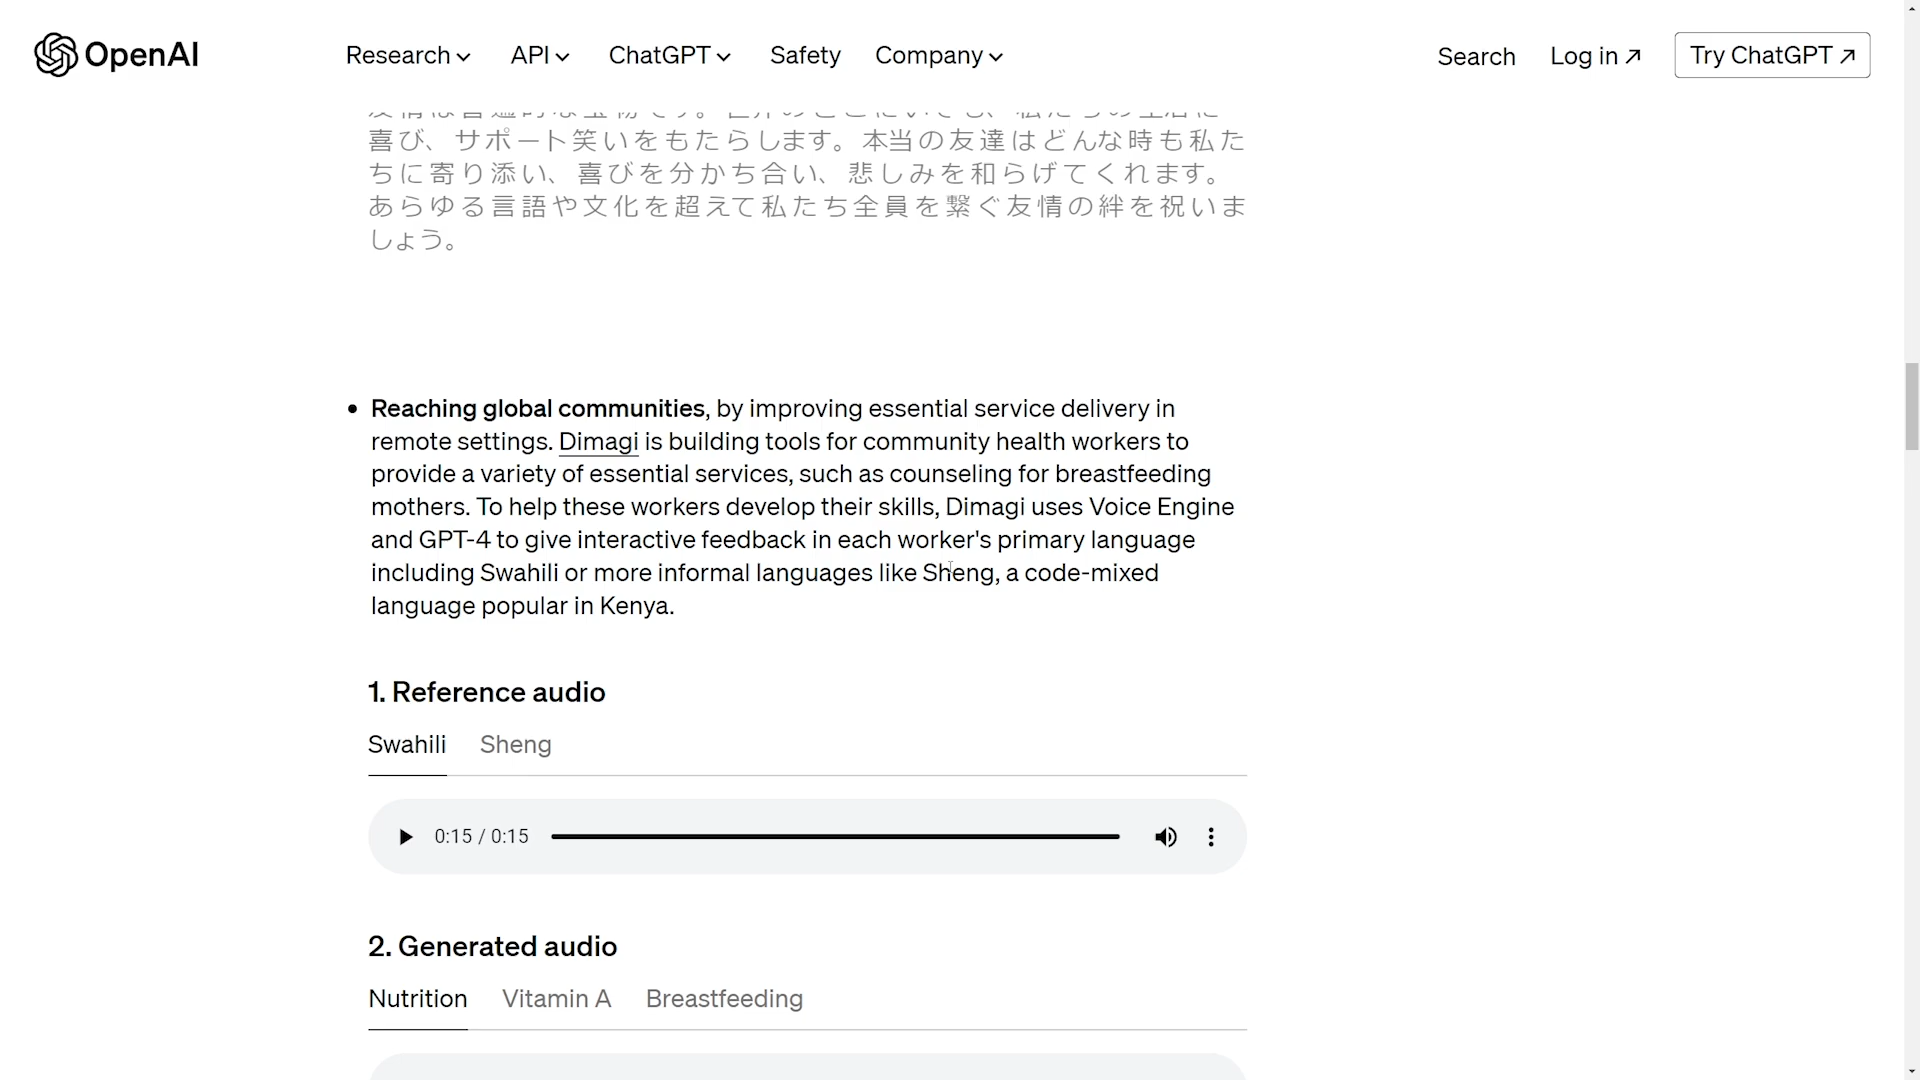 OpenAI
Research
API
ChatGPT
Safety
Company
Search
Log in ↗
Try ChatGPT ↗
喜び、サポート笑いをもたらします。本当の友達はどんな時も私た
ちに寄り添い、喜びを分かち合い、悲しみを和らげてくれます。
あらゆる言語や文化を超えて私たち全員を繋ぐ友情の絆を祝いま
しょう。
• Reaching global communities, by improving essential service delivery in
remote settings. Dimagi is building tools for community health workers to
provide a variety of essential services, such as counseling for breastfeeding
mothers. To help these workers develop their skills, Dimagi uses Voice Engine
and GPT-4 to give interactive feedback in each worker's primary language
including Swahili or more informal languages like Sheng, a code-mixed
language popular in Kenya.
1. Reference audio
Swahili Sheng
0:15 / 0:15
2. Generated audio
Nutrition Vitamin A Breastfeeding